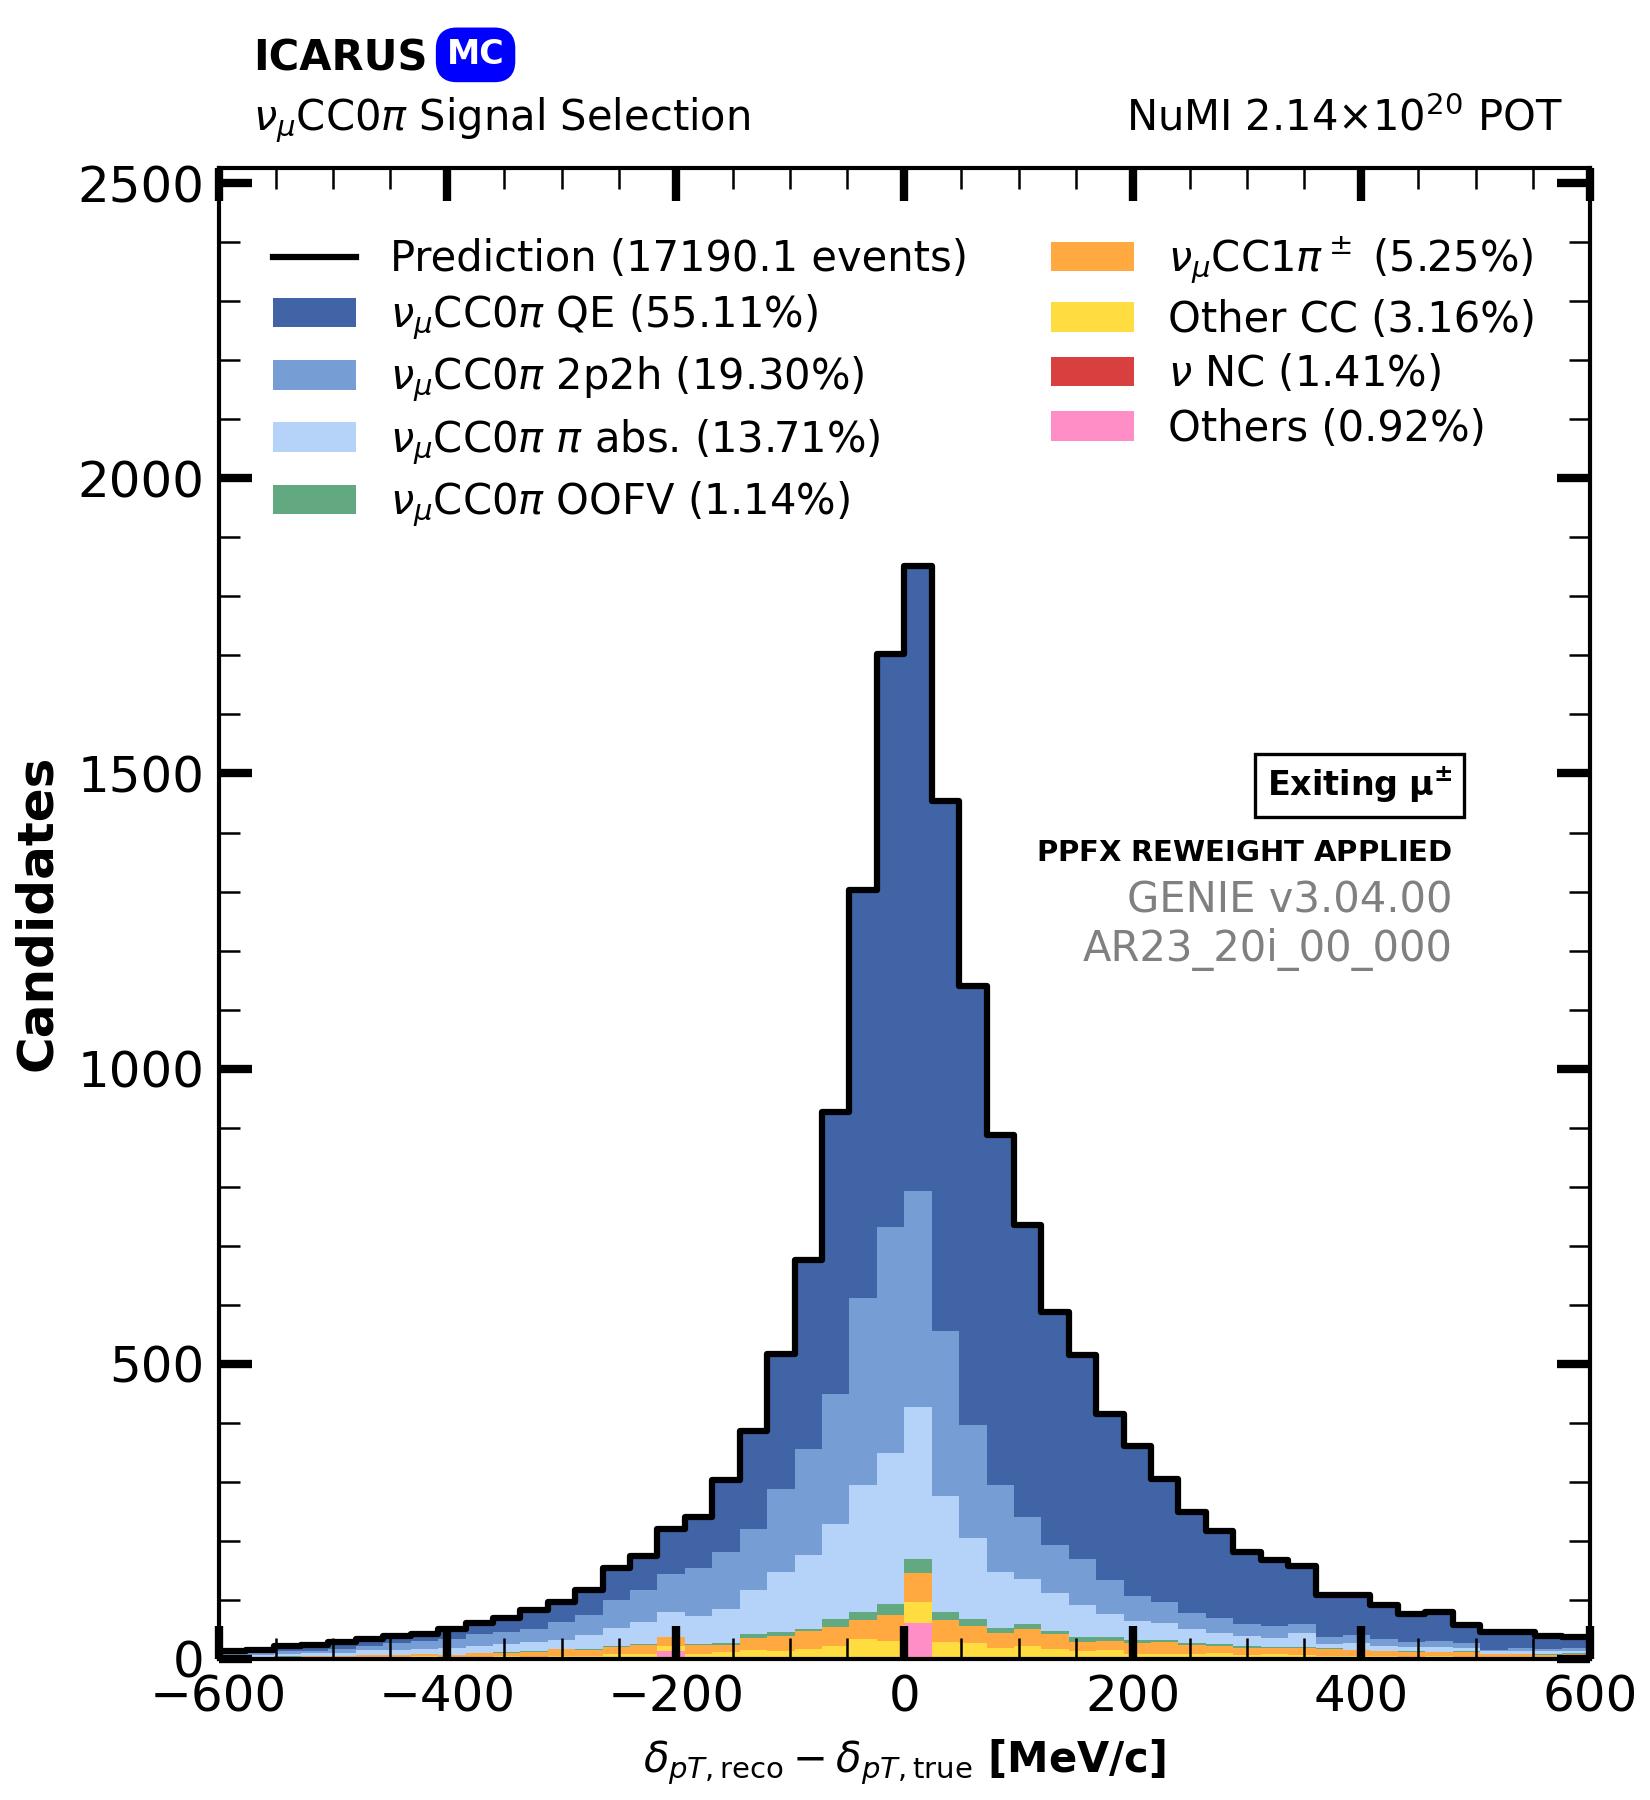 ICARUS MC
νμCC0π Signal Selection
NuMI 2.14×10²⁰ POT
Prediction (17190.1 events)
νμCC0π QE (55.11%)
νμCC0π 2p2h (19.30%)
νμCC0π π abs. (13.71%)
νμCC0π OOFV (1.14%)
νμCC1π± (5.25%)
Other CC (3.16%)
ν NC (1.41%)
Others (0.92%)
Exiting μ±
PPFX REWEIGHT APPLIED
GENIE v3.04.00
AR23_20i_00_000
Candidates
2500
2000
1500
1000
500
0
−600 −400 −200 0 200 400 600
δpT,reco − δpT,true [MeV/c]